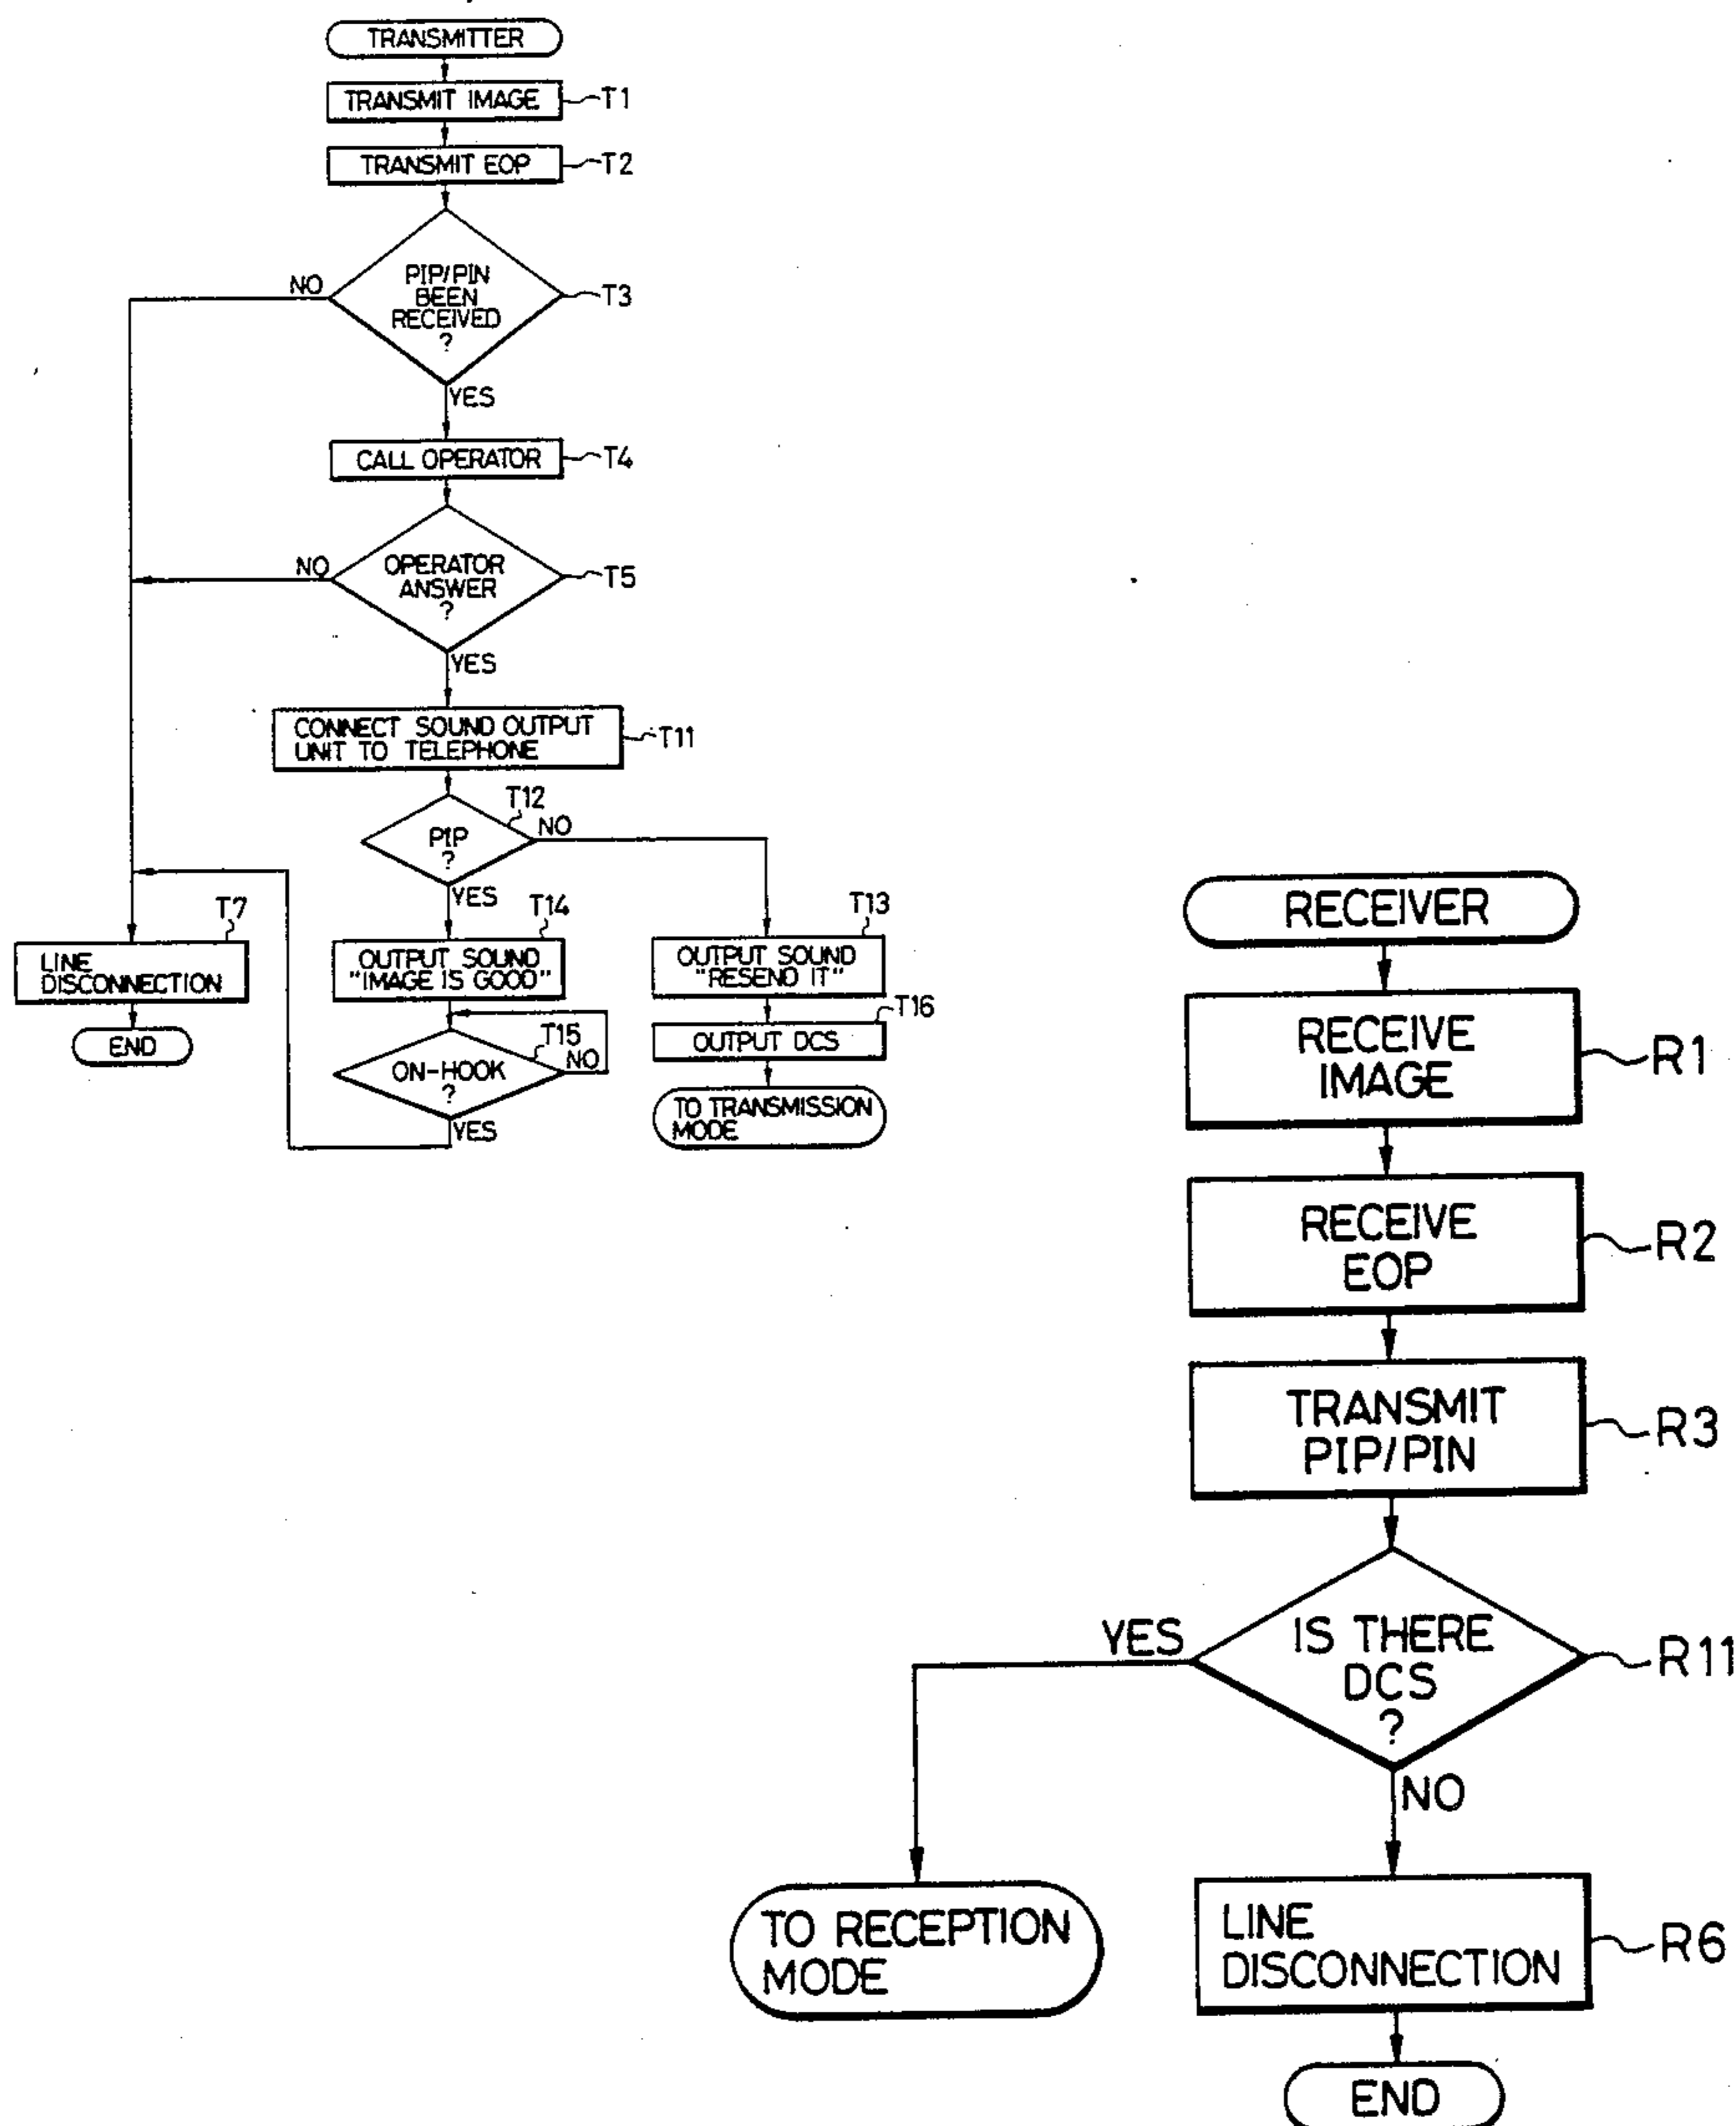 TRANSMITTER
TRANSMIT IMAGE
T1
TRANSMIT EOP
T2
PIP/PIN
BEEN
RECEIVED
?
T3
NO
YES
CALL OPERATOR
T4
OPERATOR
ANSWER
?
T5
NO
YES
CONNECT SOUND OUTPUT
UNIT TO TELEPHONE
T11
PIP
?
T12
NO
YES
T7
LINE
DISCONNECTION
END
T14
OUTPUT SOUND
"IMAGE IS GOOD"
T15
ON-HOOK
?
NO
YES
T13
OUTPUT SOUND
"RESEND IT"
T16
OUTPUT DCS
TO TRANSMISSION
MODE
RECEIVER
RECEIVE
IMAGE
R1
RECEIVE
EOP
R2
TRANSMIT
PIP/PIN
R3
IS THERE
DCS
?
R11
YES
NO
TO RECEPTION
MODE
LINE
DISCONNECTION
R6
END